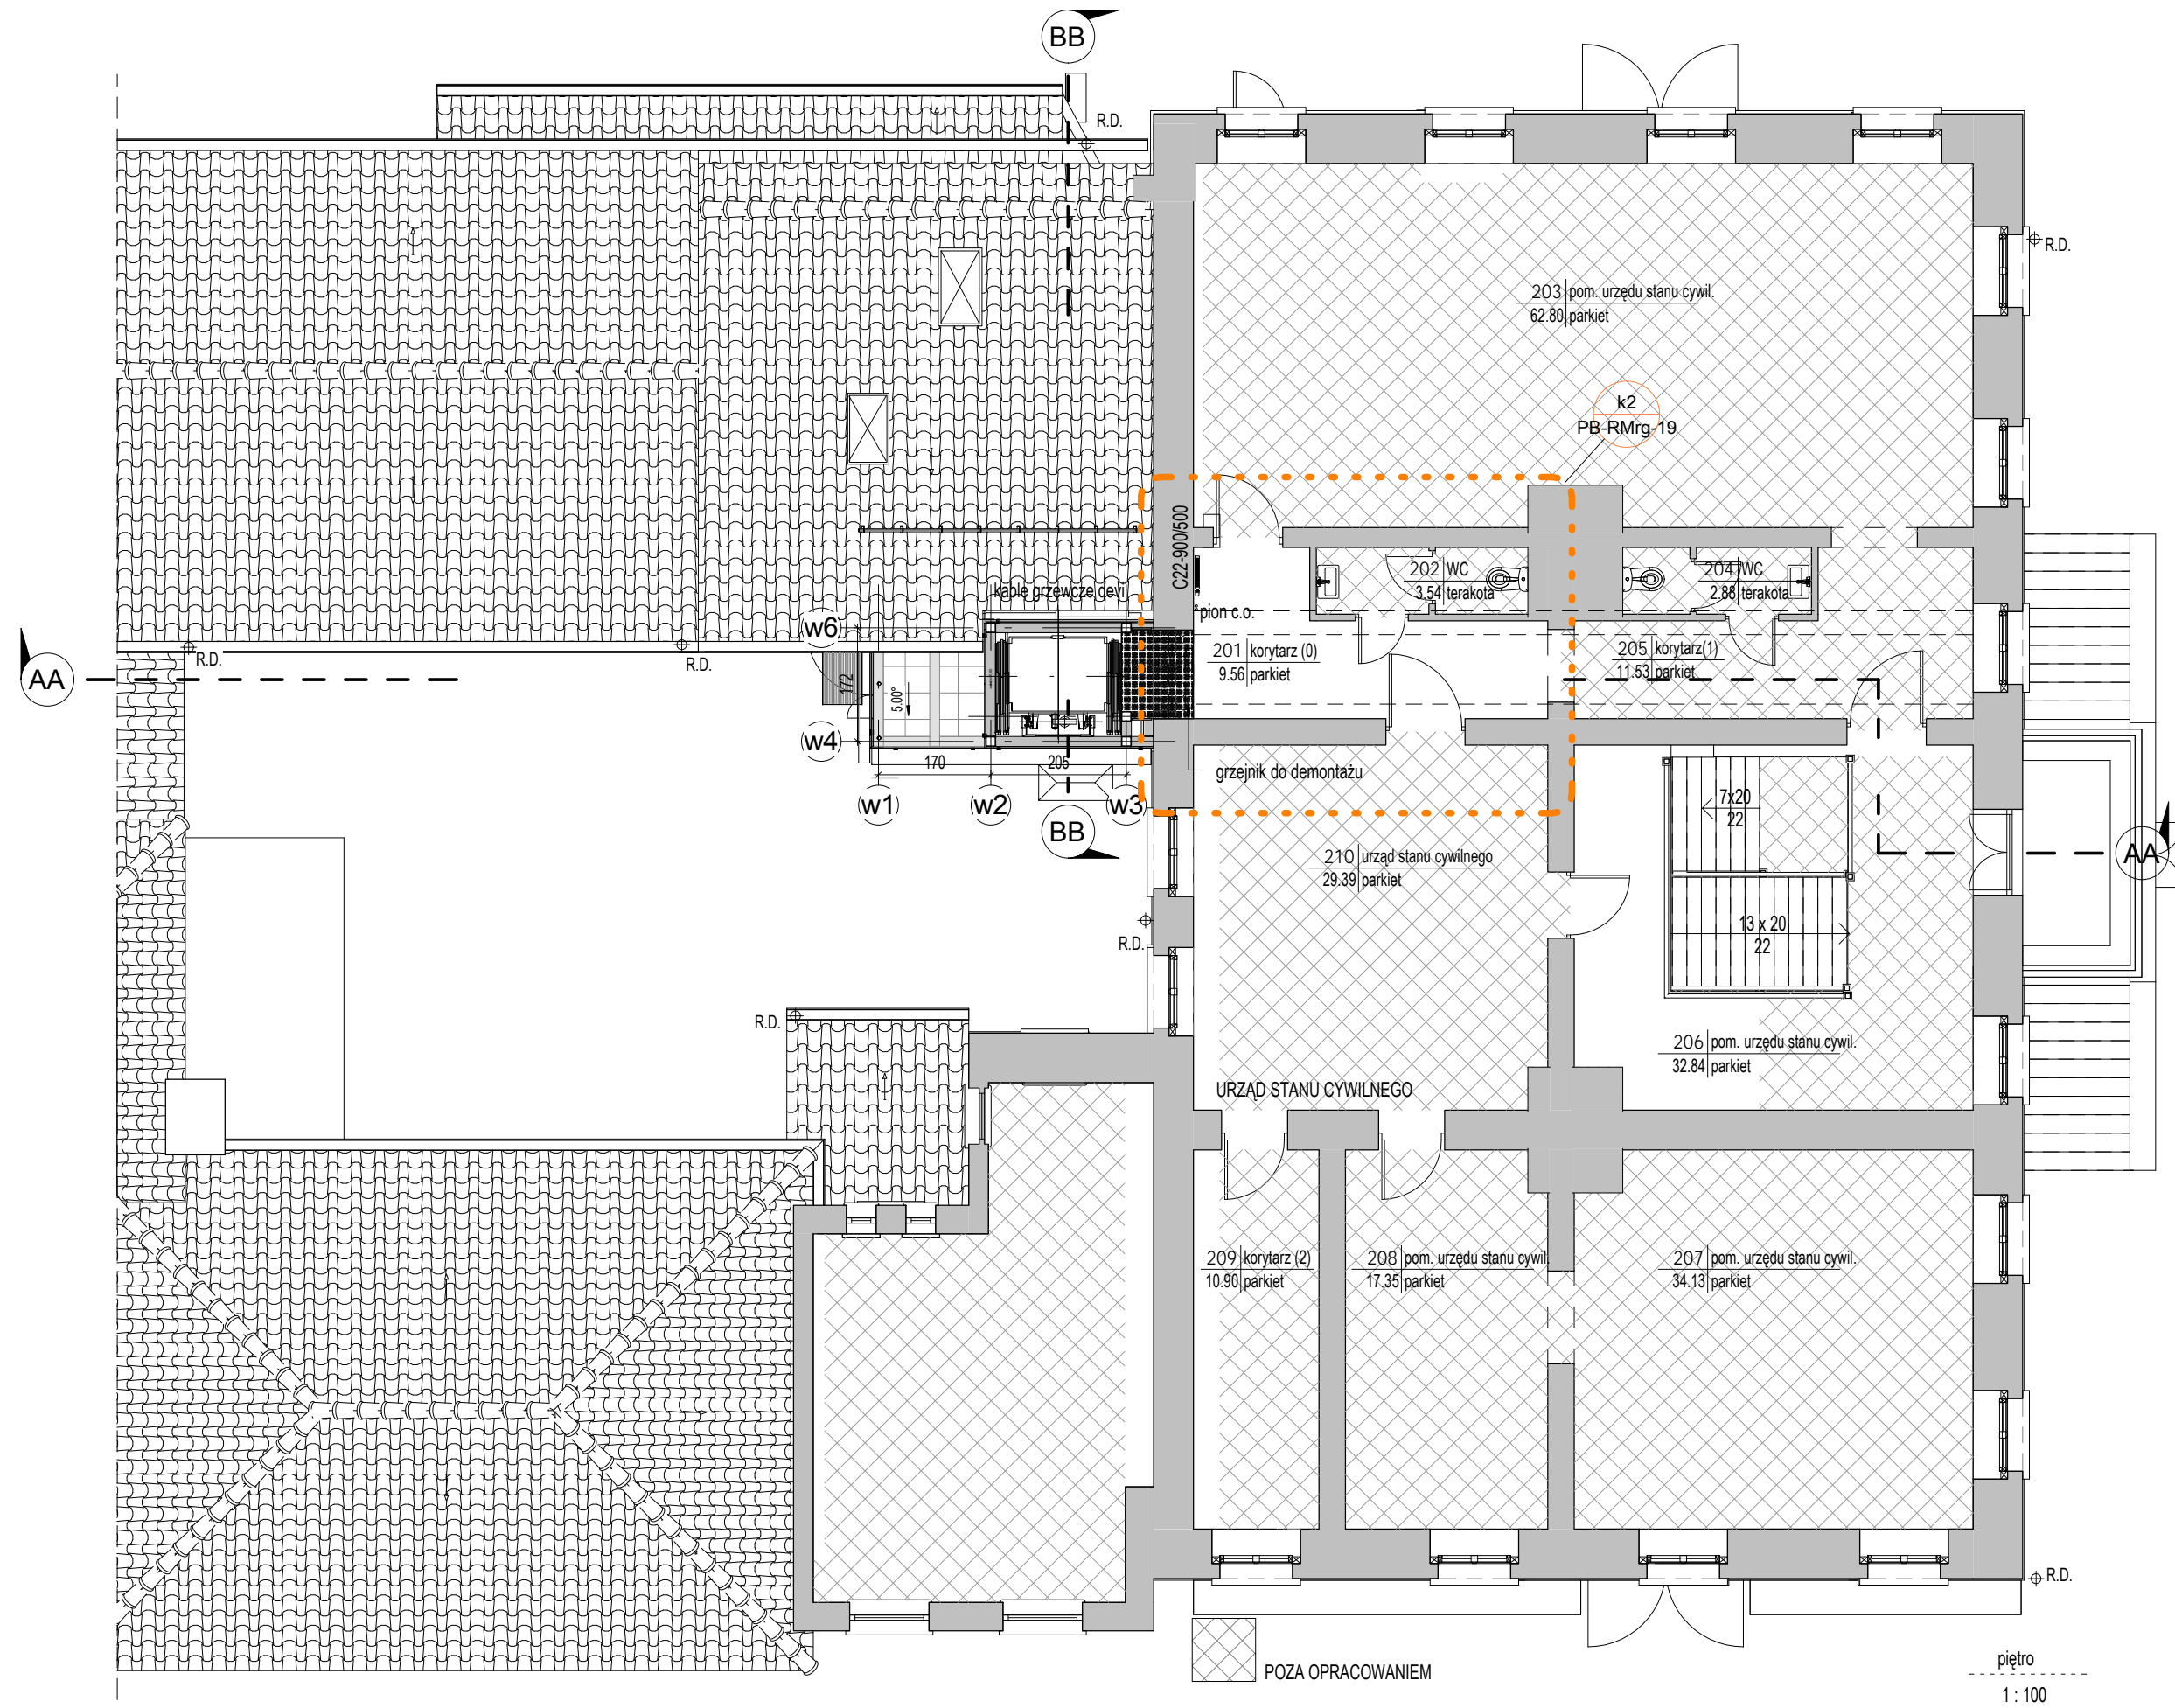 BB
R.D.
R.D.
203 pom. urzędu stanu cywil.
62.80 parkiet
k2
PB-RMrg-19
C22-900/500
202 WC
3.54 terakota
204 WC
2.88 terakota
kable grzewcze devi
pion c.o.
w6
201 korytarz (0)
9.56 parkiet
205 korytarz(1)
11.53 parkiet
R.D.
R.D.
AA
172
5.00°
w4
170
205
grzejnik do demontażu
w1
w2
w3
BB
7x20
22
AA
210 urząd stanu cywilnego
29.39 parkiet
13 x 20
22
R.D.
R.D.
206 pom. urzędu stanu cywil.
32.84 parkiet
URZĄD STANU CYWILNEGO
209 korytarz (2)
10.90 parkiet
208 pom. urzędu stanu cywil.
17.35 parkiet
207 pom. urzędu stanu cywil.
34.13 parkiet
R.D.
POZA OPRACOWANIEM
piętro
1 : 100